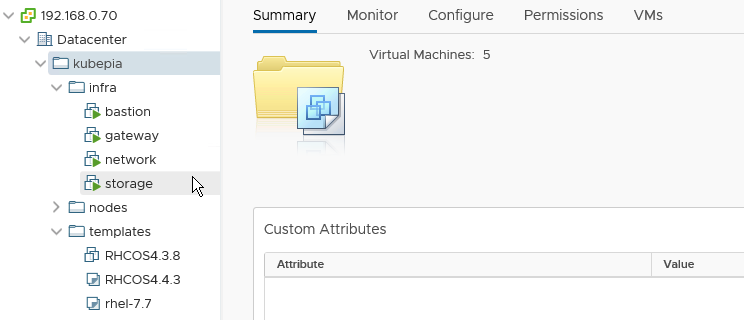 192.168.0.70
Datacenter
kubepia
infra
bastion
gateway
network
storage
nodes
templates
RHCOS4.3.8
RHCOS4.4.3
rhel-7.7
Summary Monitor Configure Permissions VMs
Virtual Machines: 5
Custom Attributes
Attribute Value